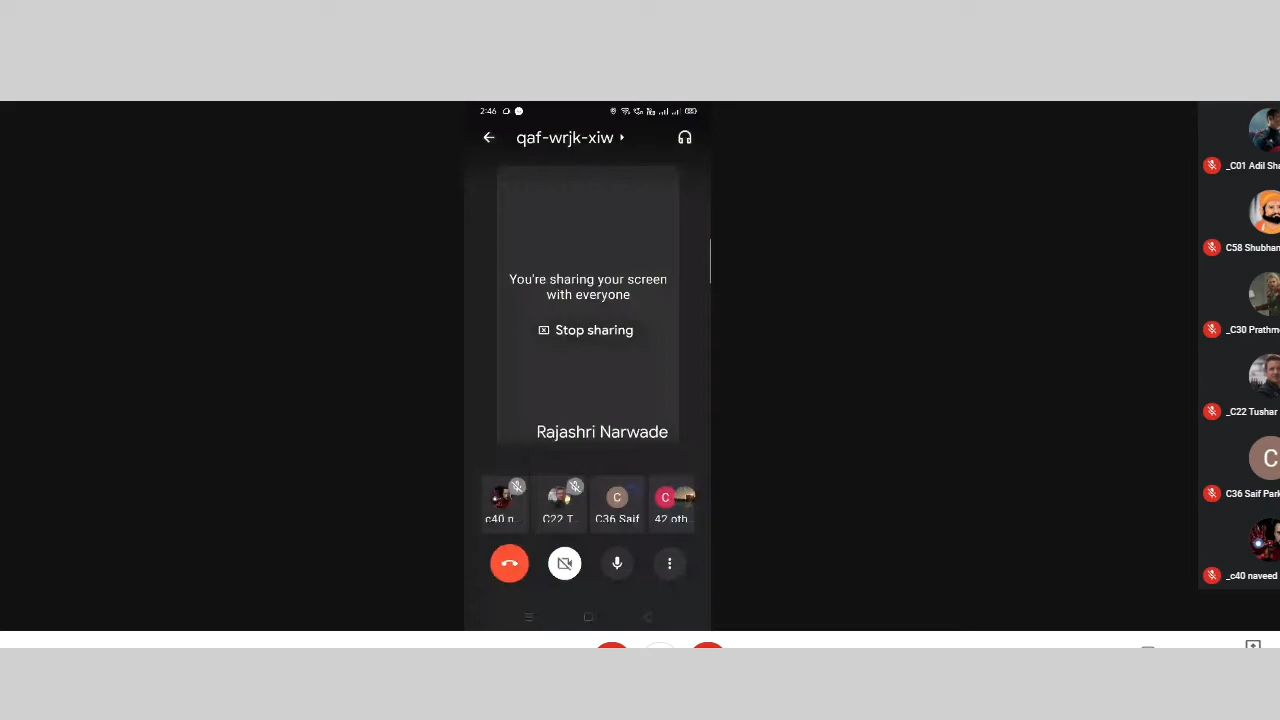 2:46
qaf-wrjk-xiw
You're sharing your screen
with everyone
Stop sharing
Rajashri Narwade
c40 n...
C22 T...
C
C36 Saif
C
42 oth...
_C01 Adil Sha
C58 Shubhan
_C30 Prathm
_C22 Tushar
C
C36 Saif Park
_c40 naveed